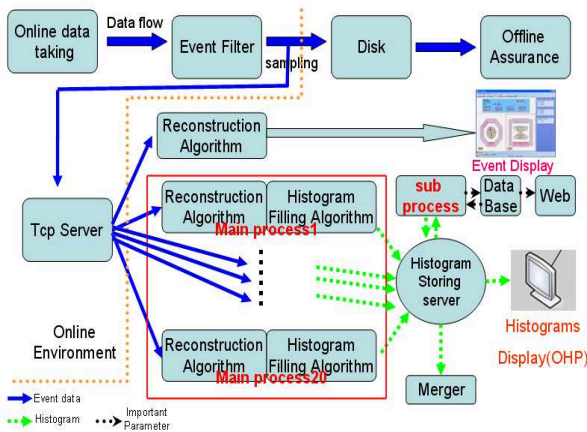 Online data
taking
Data flow
Event Filter
sampling
Disk
Offline
Assurance
Reconstruction
Algorithm
Event Display
Tcp Server
Reconstruction
Algorithm
Histogram
Filling Algorithm
Main process1
sub
process
Data
Base
Web
Histogram
Storing
server
Histograms
Display(OHP)
Online
Environment
Reconstruction
Algorithm
Histogram
Filling Algorithm
Main process20
Merger
Event data
Histogram
Important
Parameter